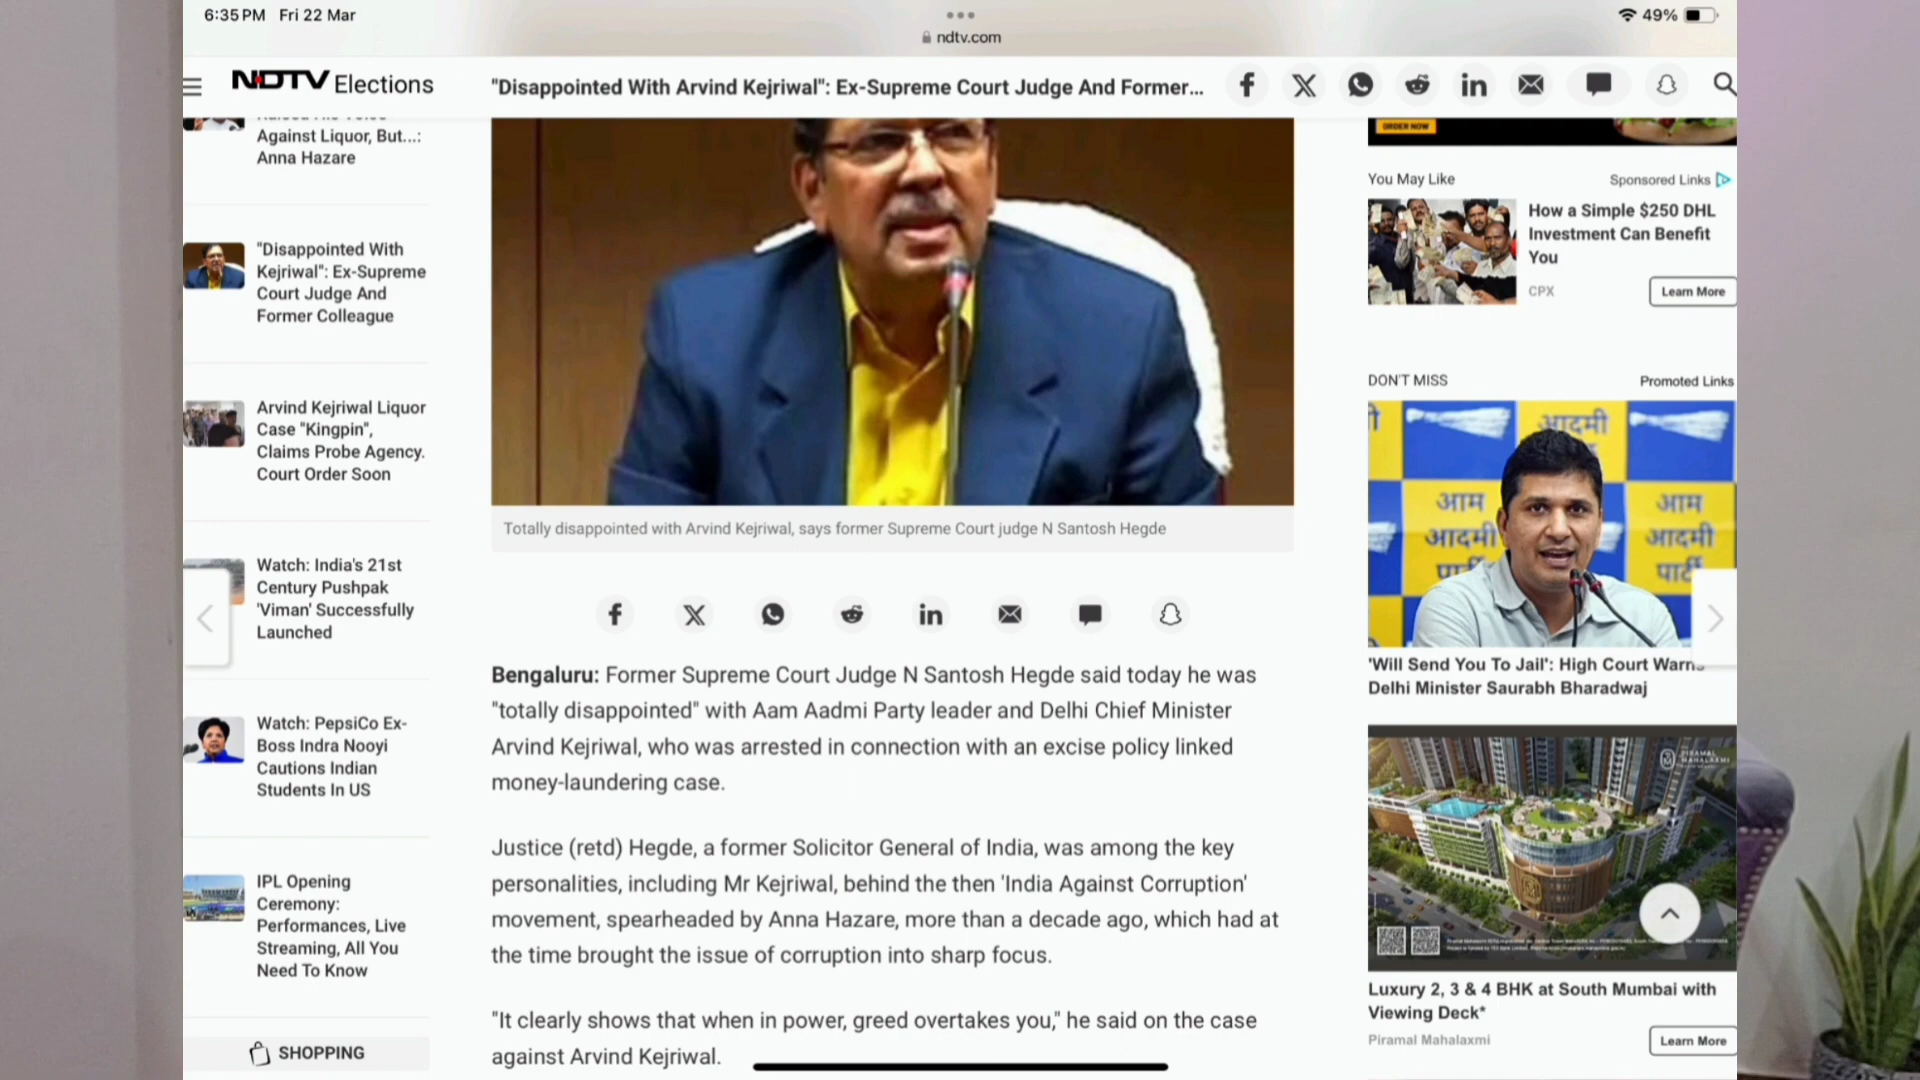 6:35 PM Fri 22 Mar
ndtv.com
49%
NDTV Elections
"Disappointed With Arvind Kejriwal": Ex-Supreme Court Judge And Former...
Against Liquor, But...:
Anna Hazare
"Disappointed With
Kejriwal": Ex-Supreme
Court Judge And
Former Colleague
Arvind Kejriwal Liquor
Case "Kingpin",
Claims Probe Agency.
Court Order Soon
Watch: India's 21st
Century Pushpak
'Viman' Successfully
Launched
Watch: PepsiCo Ex-
Boss Indra Nooyi
Cautions Indian
Students In US
IPL Opening
Ceremony:
Performances, Live
Streaming, All You
Need To Know
SHOPPING
Totally disappointed with Arvind Kejriwal, says former Supreme Court judge N Santosh Hegde
Bengaluru: Former Supreme Court Judge N Santosh Hegde said today he was
"totally disappointed" with Aam Aadmi Party leader and Delhi Chief Minister
Arvind Kejriwal, who was arrested in connection with an excise policy linked
money-laundering case.
Justice (retd) Hegde, a former Solicitor General of India, was among the key
personalities, including Mr Kejriwal, behind the then 'India Against Corruption'
movement, spearheaded by Anna Hazare, more than a decade ago, which had at
the time brought the issue of corruption into sharp focus.
"It clearly shows that when in power, greed overtakes you," he said on the case
against Arvind Kejriwal.
ORDER NOW
You May Like
Sponsored Links
How a Simple $250 DHL
Investment Can Benefit
You
CPX
Learn More
DON'T MISS
Promoted Links
आदमी
आम
आदमी
आम
आदमी
'Will Send You To Jail': High Court Warns
Delhi Minister Saurabh Bharadwaj
PIRAMAL
MAHALAXMI
Luxury 2, 3 & 4 BHK at South Mumbai with
Viewing Deck*
Piramal Mahalaxmi
Learn More